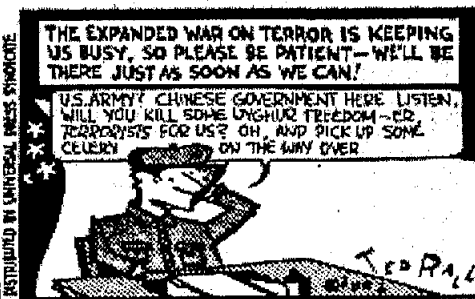 THE EXPANDED WAR ON TERROR IS KEEPING
US BUSY, SO PLEASE BE PATIENT—WE'LL BE
THERE JUST AS SOON AS WE CAN!
U.S. ARMY? CHINESE GOVERNMENT HERE. LISTEN,
WILL YOU KILL SOME UYGHUR FREEDOM—ER,
TERRORISTS FOR US? OH, AND PICK UP SOME
CELERY ON THE WAY OVER
TED RALL
DISTRIBUTED BY UNIVERSAL PRESS SYNDICATE